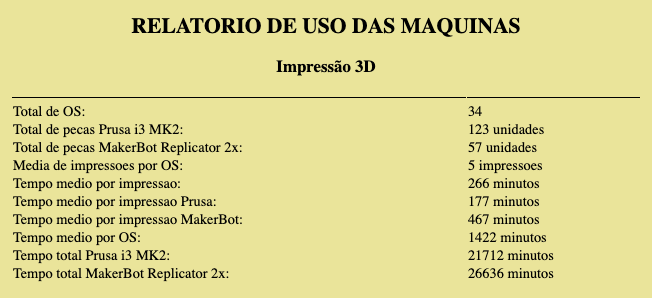 RELATORIO DE USO DAS MAQUINAS
Impressão 3D
Total de OS: 34
Total de pecas Prusa i3 MK2: 123 unidades
Total de pecas MakerBot Replicator 2x: 57 unidades
Media de impressoes por OS: 5 impressoes
Tempo medio por impressao: 266 minutos
Tempo medio por impressao Prusa: 177 minutos
Tempo medio por impressao MakerBot: 467 minutos
Tempo medio por OS: 1422 minutos
Tempo total Prusa i3 MK2: 21712 minutos
Tempo total MakerBot Replicator 2x: 26636 minutos